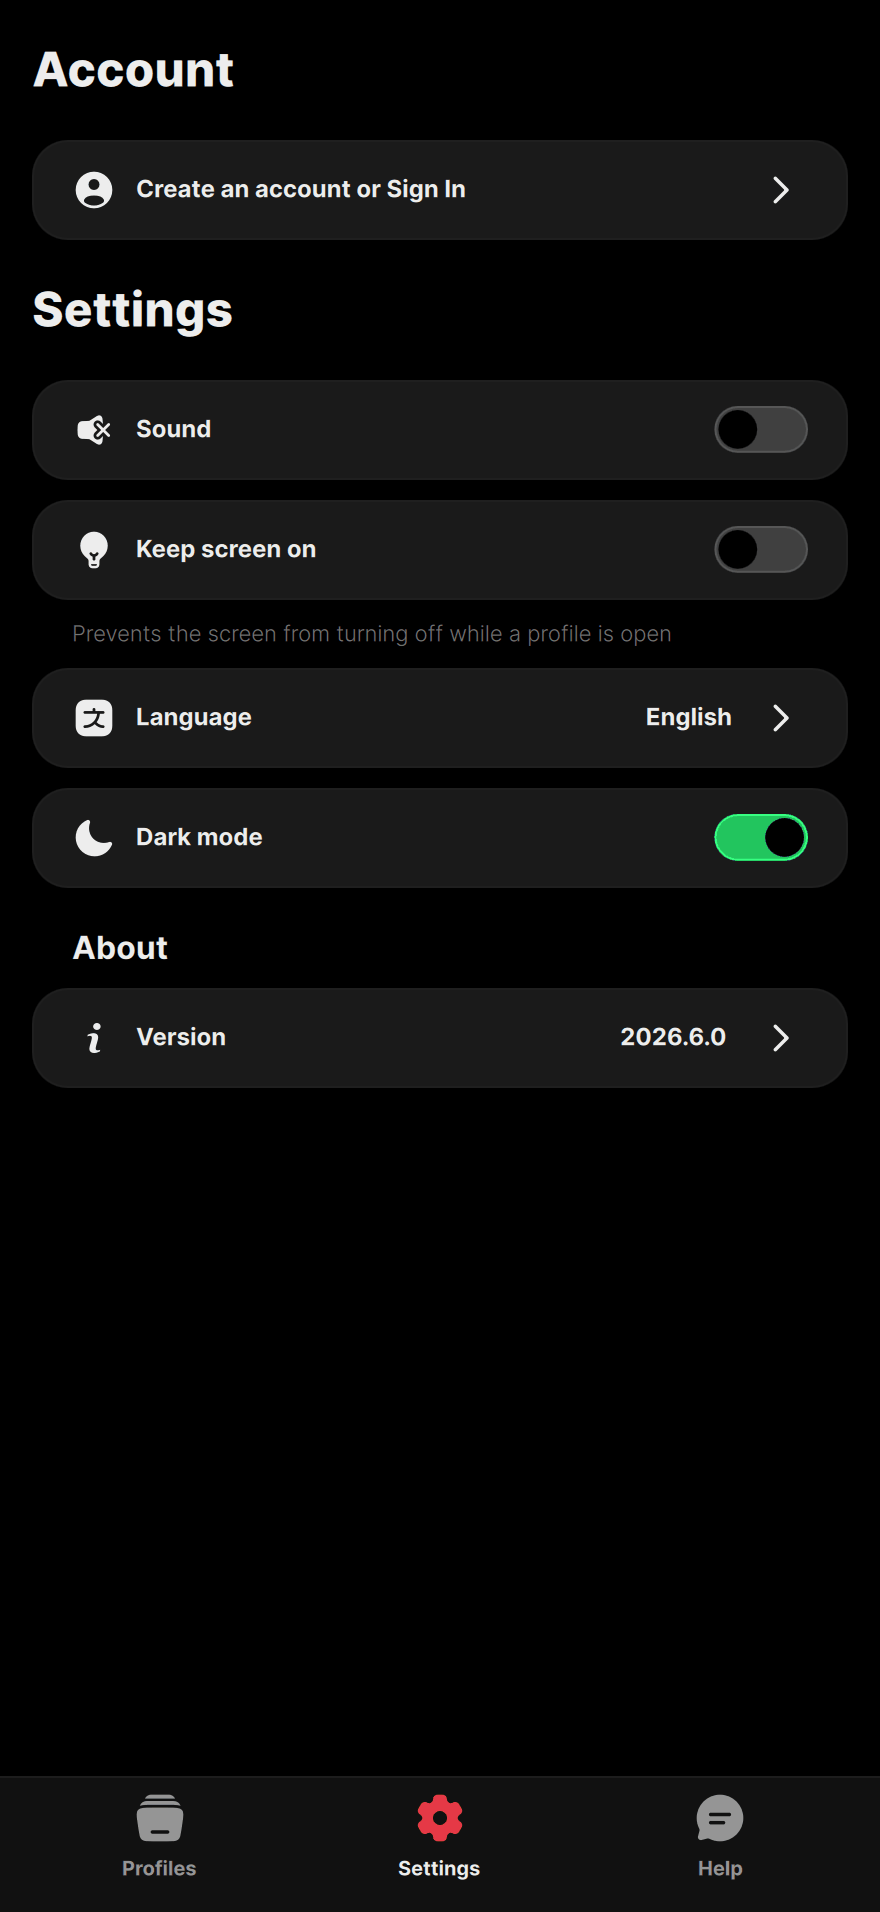 Account
Create an account or Sign In
Settings
Sound
Keep screen on
Prevents the screen from turning off while a profile is open
Language English
Dark mode
About
Version 2026.6.0
Profiles Settings Help